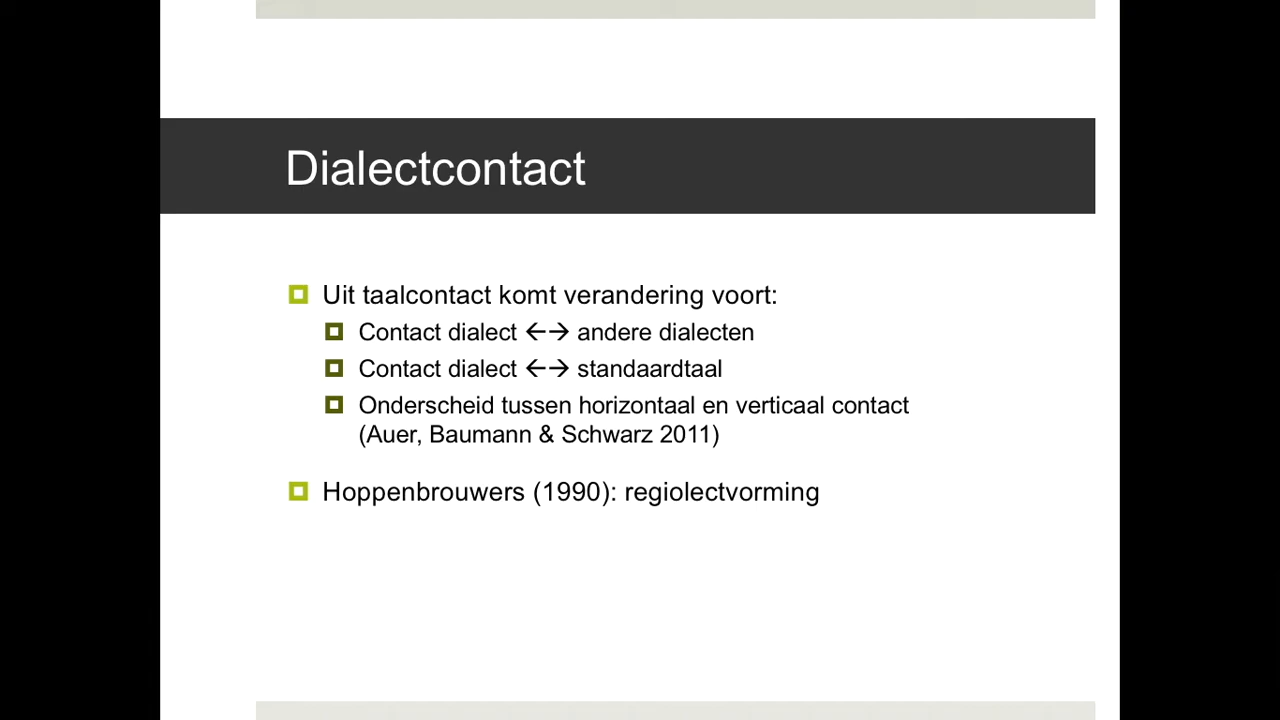 Dialectcontact
Uit taalcontact komt verandering voort:
Contact dialect ←→ andere dialecten
Contact dialect ←→ standaardtaal
Onderscheid tussen horizontaal en verticaal contact
(Auer, Baumann & Schwarz 2011)
Hoppenbrouwers (1990): regiolectvorming